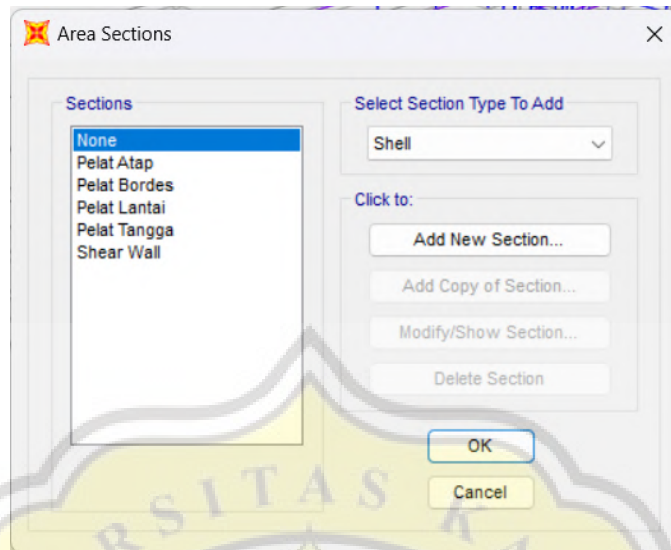 Area Sections
Sections
None
Pelat Atap
Pelat Bordes
Pelat Lantai
Pelat Tangga
Shear Wall
Select Section Type To Add
Shell
Click to:
Add New Section...
Add Copy of Section...
Modify/Show Section...
Delete Section
OK
Cancel